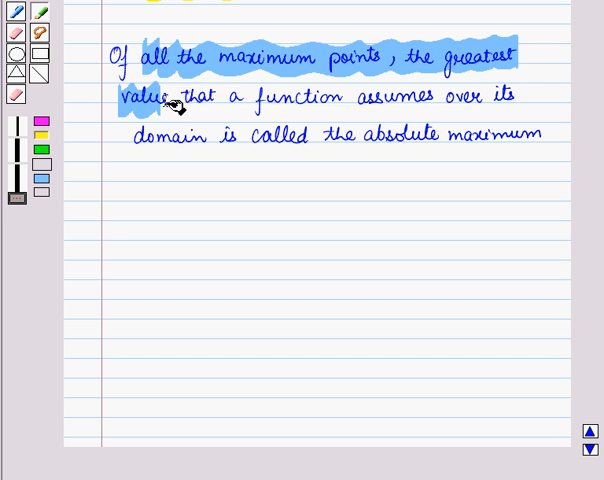 Of all the maximum points, the greatest
value that a function assumes over its
domain is called the absolute maximum